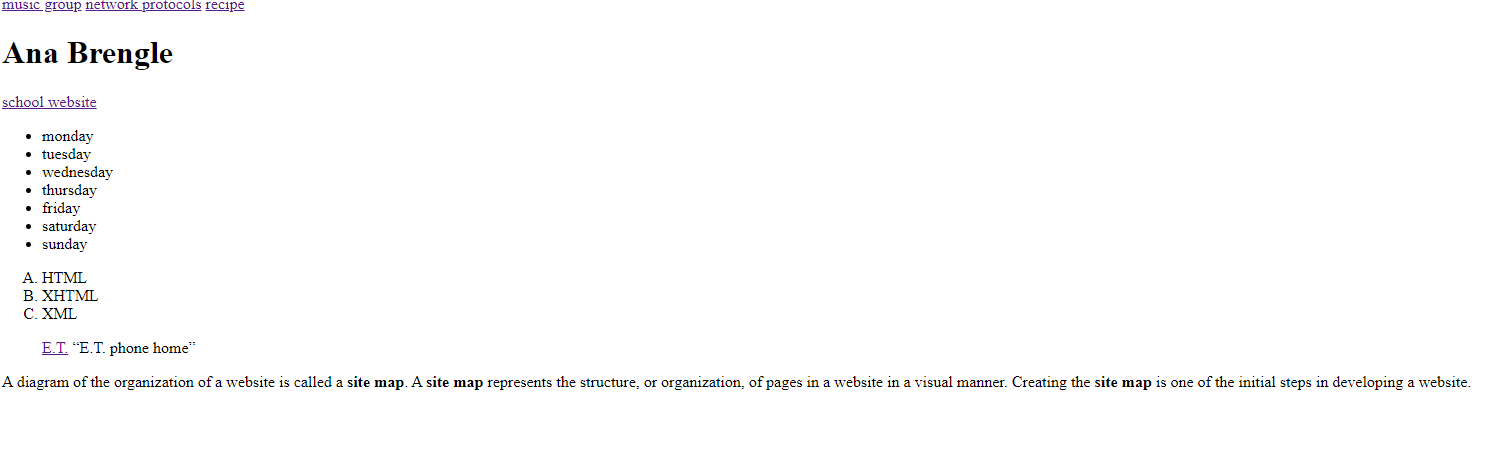 music group network protocols recipe
Ana Brengle
school website
• monday
• tuesday
• wednesday
• thursday
• friday
• saturday
• sunday
A. HTML
B. XHTML
C. XML
E.T. “E.T. phone home”
A diagram of the organization of a website is called a site map. A site map represents the structure, or organization, of pages in a website in a visual manner. Creating the site map is one of the initial steps in developing a website.